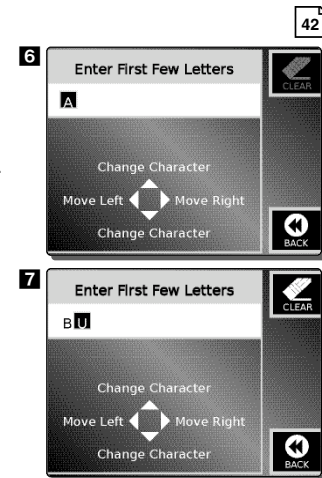 42
6
Enter First Few Letters
A
CLEAR
Change Character
Move Left Move Right
Change Character
BACK
7
Enter First Few Letters
CLEAR
BU
Change Character
Move Left Move Right
Change Character
BACK